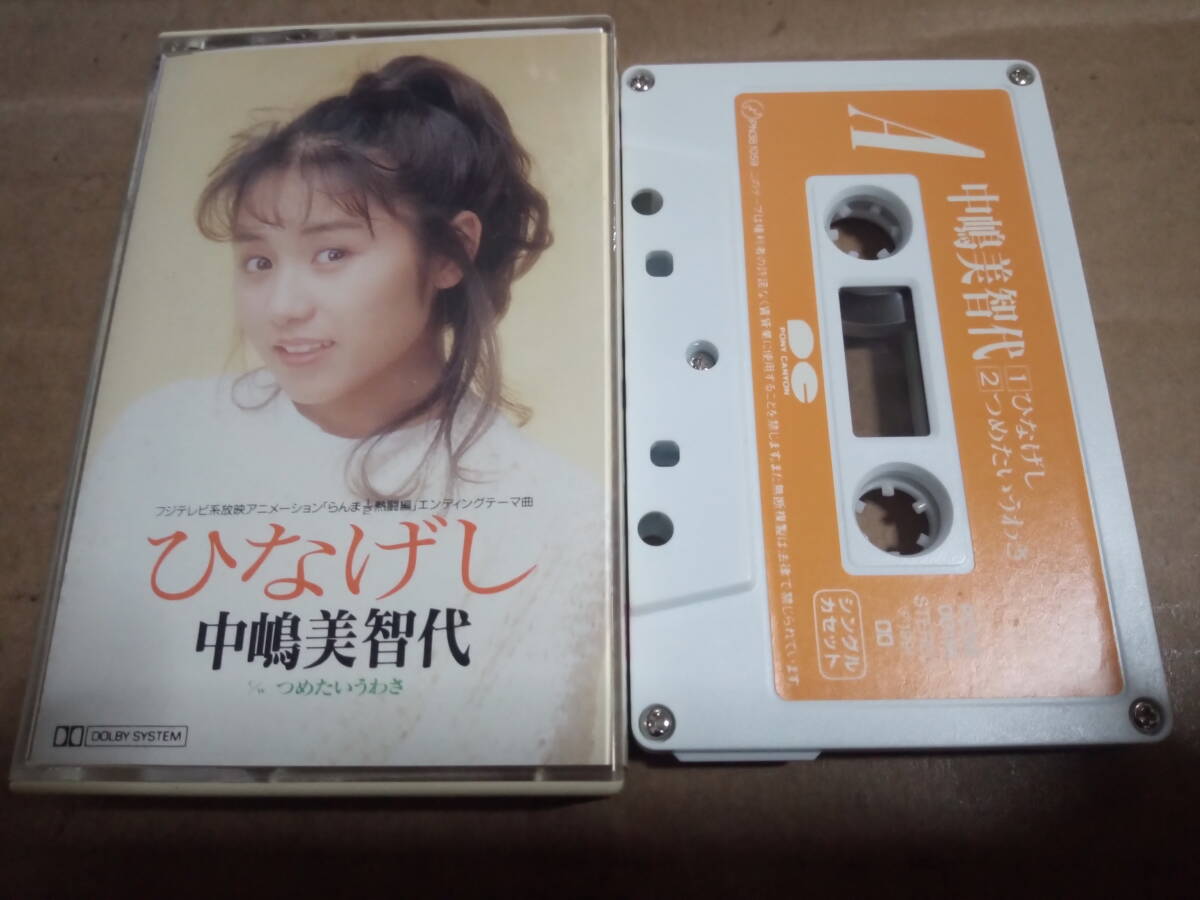 フジテレビ系放映アニメーション「らんま½熱闘編」エンディングテーマ曲
ひなげし
中嶋美智代
c/w つめたいうわさ
DOLBY SYSTEM
A
中嶋美智代
1 ひなげし
2 つめたいうわさ
PONY CANYON
シングル
カセット